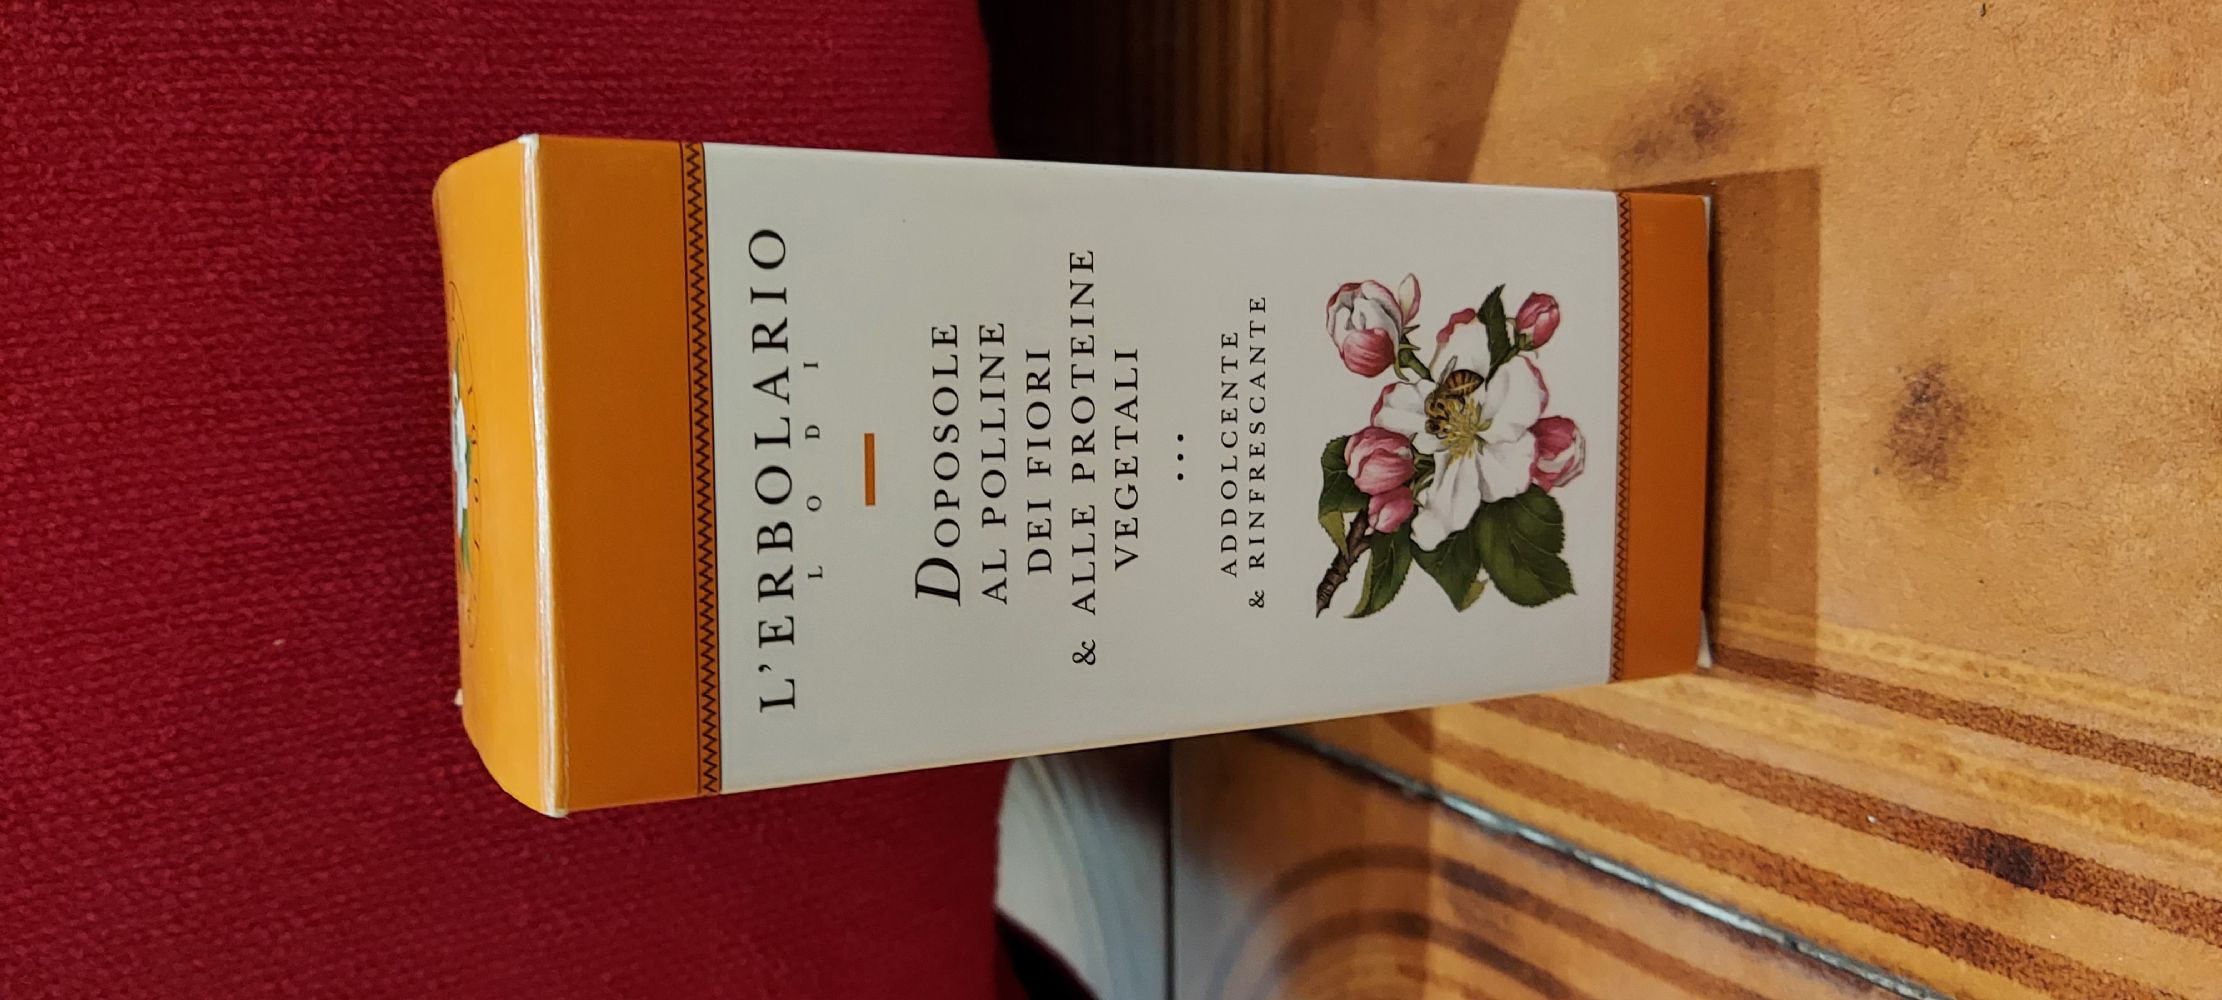 L'ERBOLARIO
LODI
DOPOSOLE
AL POLLINE
DEI FIORI
& ALLE PROTEINE
VEGETALI
...
ADDOLCENTE
& RINFRESCANTE